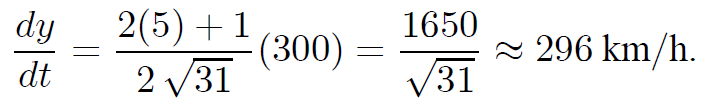 dy/dt = (2(5) + 1)/(2 √31) (300) = 1650/√31 ≈ 296 km/h.